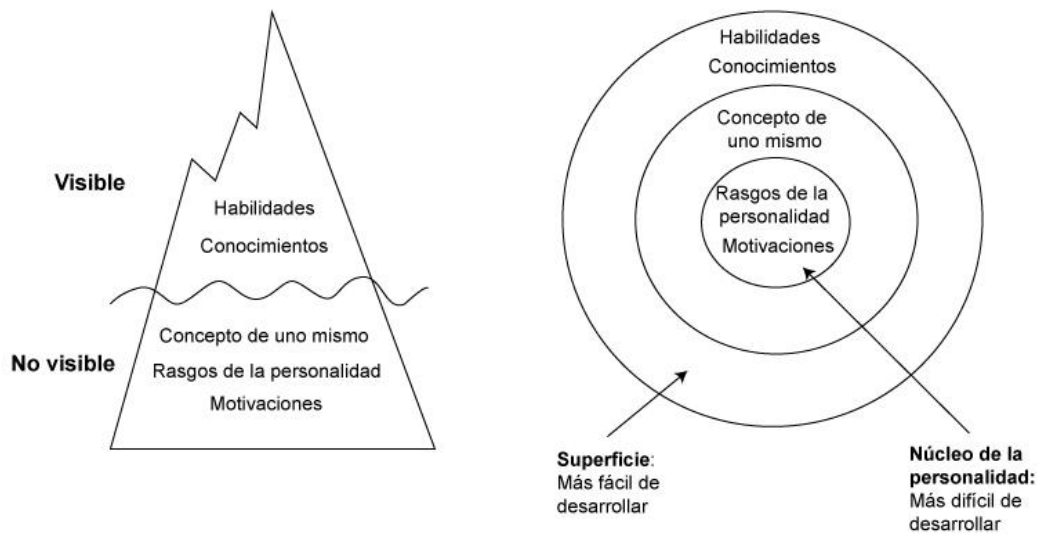 Visible
Habilidades
Conocimientos
No visible
Concepto de uno mismo
Rasgos de la personalidad
Motivaciones
Habilidades
Conocimientos
Concepto de
uno mismo
Rasgos de la
personalidad
Motivaciones
Superficie:
Más fácil de
desarrollar
Núcleo de la
personalidad:
Más difícil de
desarrollar